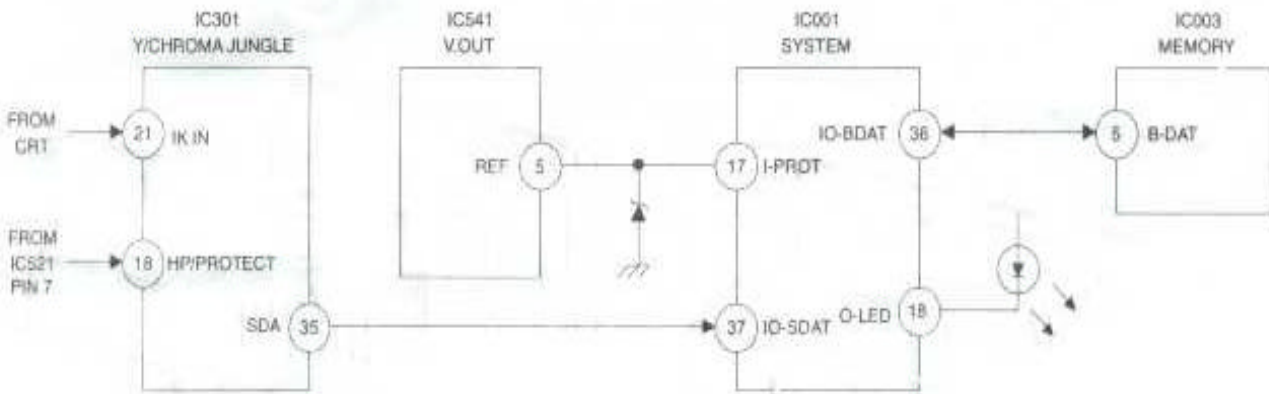 IC301
Y/CHROMA JUNGLE
IC541
V.OUT
IC001
SYSTEM
IC003
MEMORY
FROM
CRT
21
IK IN
IO-BDAT
36
5
B-DAT
REF
5
17
I-PROT
FROM
IC521
PIN 7
18
HP/PROTECT
SDA
35
37
IO-SDAT
O-LED
18